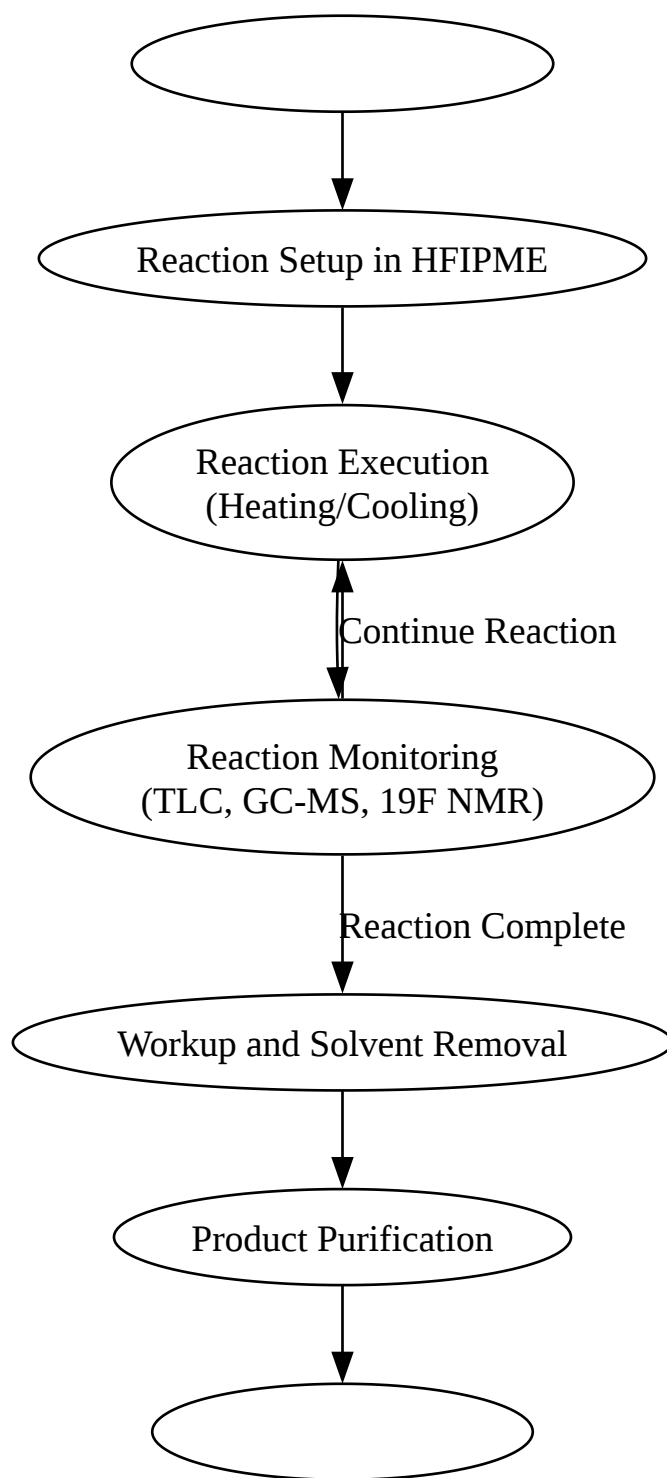 Reaction Setup in HFIPME
Reaction Execution
(Heating/Cooling)
Continue Reaction
Reaction Monitoring
(TLC, GC-MS, 19F NMR)
Reaction Complete
Workup and Solvent Removal
Product Purification